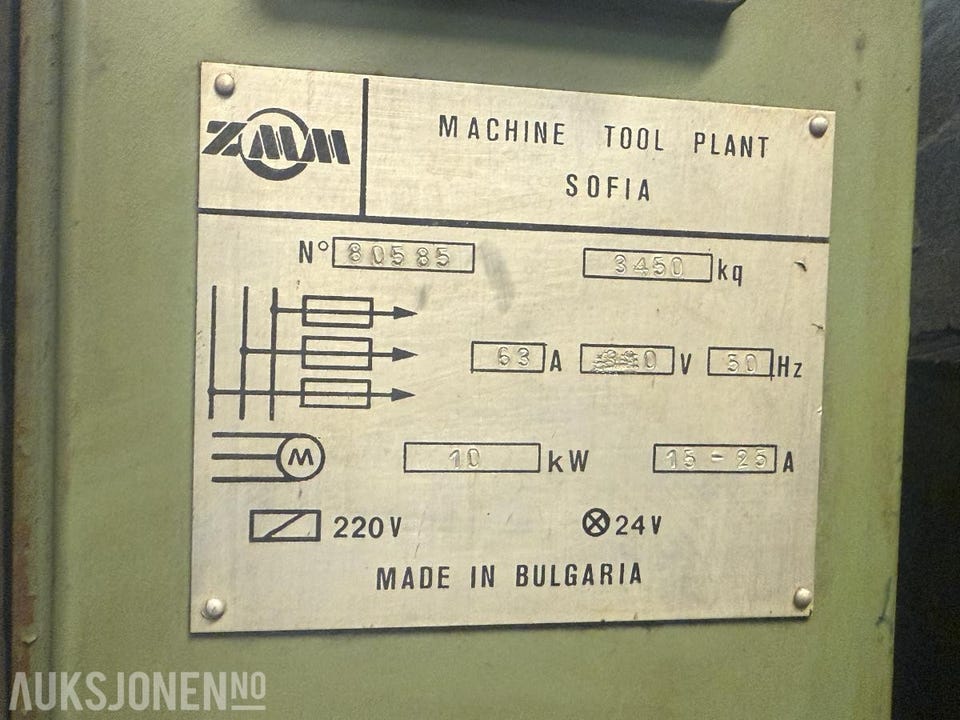 ZMM
MACHINE TOOL PLANT
SOFIA
N° 80585 3450 kg
63 A V 50 Hz
M 10 kW 15 - 25 A
220V 24V
MADE IN BULGARIA
AUKSJONEN NO